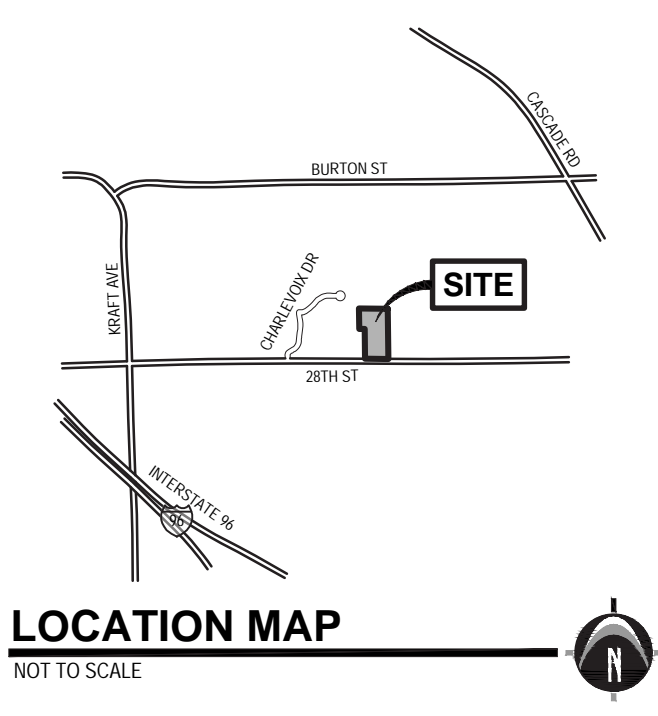 CASCADE RD
BURTON ST
KRAFT AVE
CHARLEVOIX DR
SITE
28TH ST
INTERSTATE 96
96
LOCATION MAP
NOT TO SCALE
N